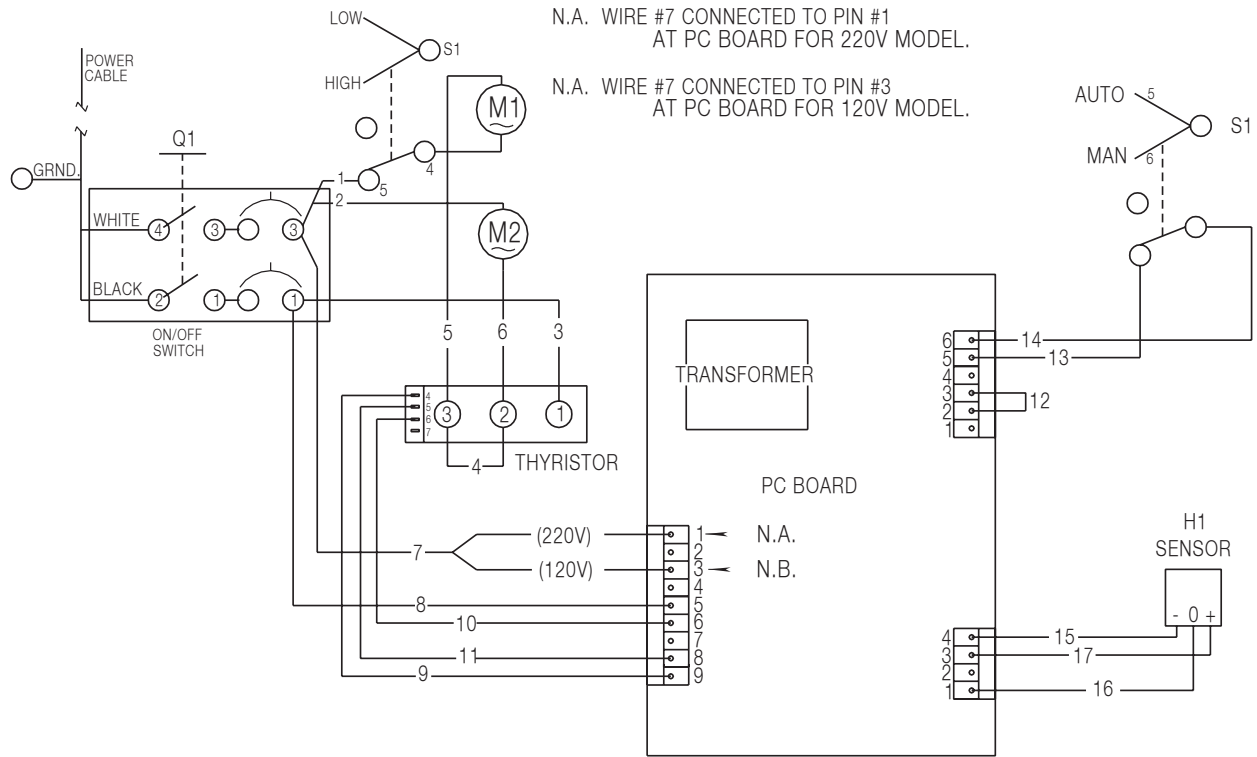 N.A. WIRE #7 CONNECTED TO PIN #1
AT PC BOARD FOR 220V MODEL.
N.A. WIRE #7 CONNECTED TO PIN #3
AT PC BOARD FOR 120V MODEL.
LOW
S1
HIGH
POWER
CABLE
Q1
GRND.
WHITE
4
3
3
BLACK
2
1
1
ON/OFF
SWITCH
1
5
4
2
M1
M2
5
6
3
4
5
6
7
3
2
1
4
THYRISTOR
AUTO
5
S1
MAN
6
TRANSFORMER
PC BOARD
6
5
4
3
2
1
14
13
12
7
(220V)
(120V)
1
2
3
4
5
6
7
8
9
N.A.
N.B.
8
10
11
9
H1
SENSOR
- 0 +
4
3
2
1
15
17
16